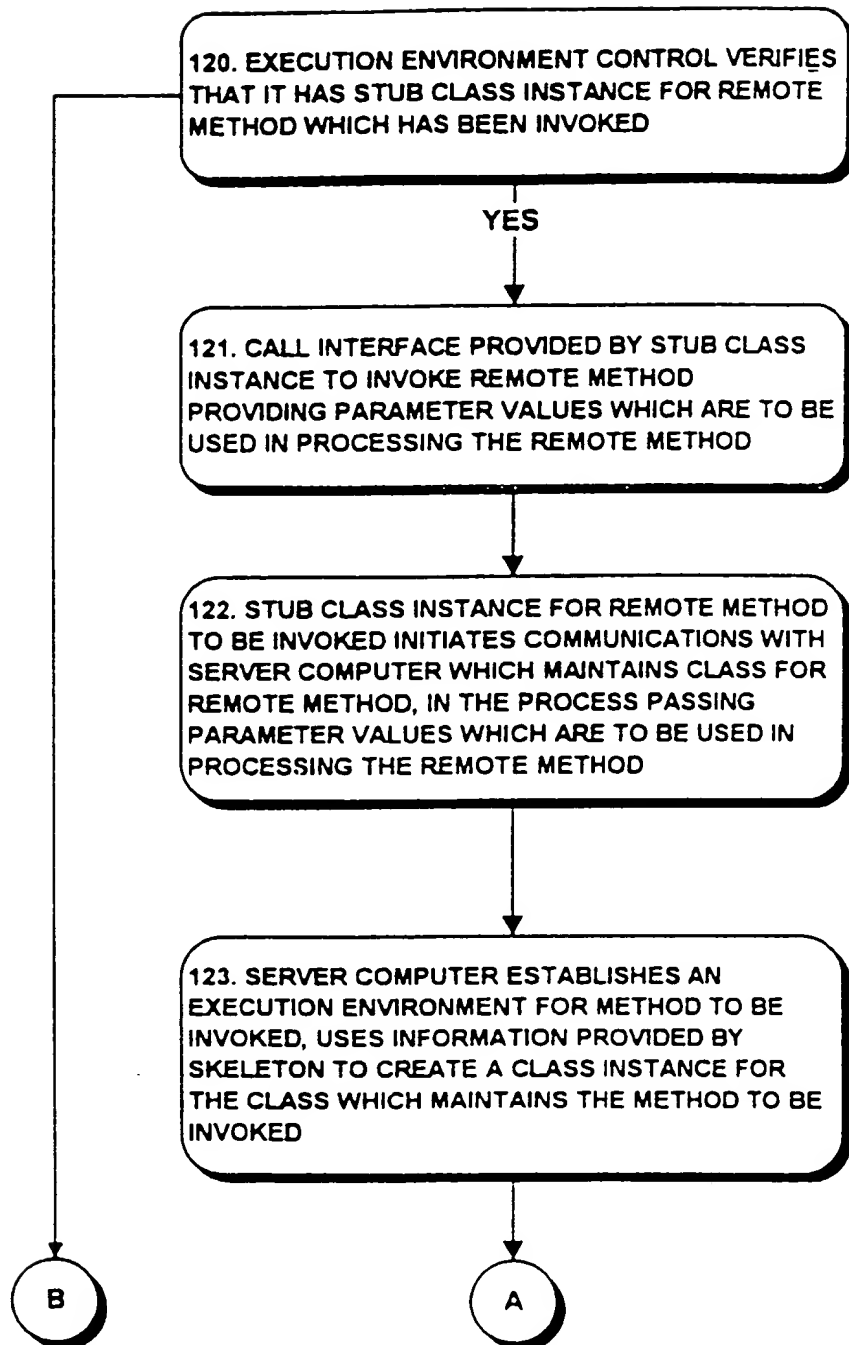 120. EXECUTION ENVIRONMENT CONTROL VERIFIES
THAT IT HAS STUB CLASS INSTANCE FOR REMOTE
METHOD WHICH HAS BEEN INVOKED
YES
121. CALL INTERFACE PROVIDED BY STUB CLASS
INSTANCE TO INVOKE REMOTE METHOD
PROVIDING PARAMETER VALUES WHICH ARE TO BE
USED IN PROCESSING THE REMOTE METHOD
122. STUB CLASS INSTANCE FOR REMOTE METHOD
TO BE INVOKED INITIATES COMMUNICATIONS WITH
SERVER COMPUTER WHICH MAINTAINS CLASS FOR
REMOTE METHOD, IN THE PROCESS PASSING
PARAMETER VALUES WHICH ARE TO BE USED IN
PROCESSING THE REMOTE METHOD
123. SERVER COMPUTER ESTABLISHES AN
EXECUTION ENVIRONMENT FOR METHOD TO BE
INVOKED, USES INFORMATION PROVIDED BY
SKELETON TO CREATE A CLASS INSTANCE FOR
THE CLASS WHICH MAINTAINS THE METHOD TO BE
INVOKED
B
A